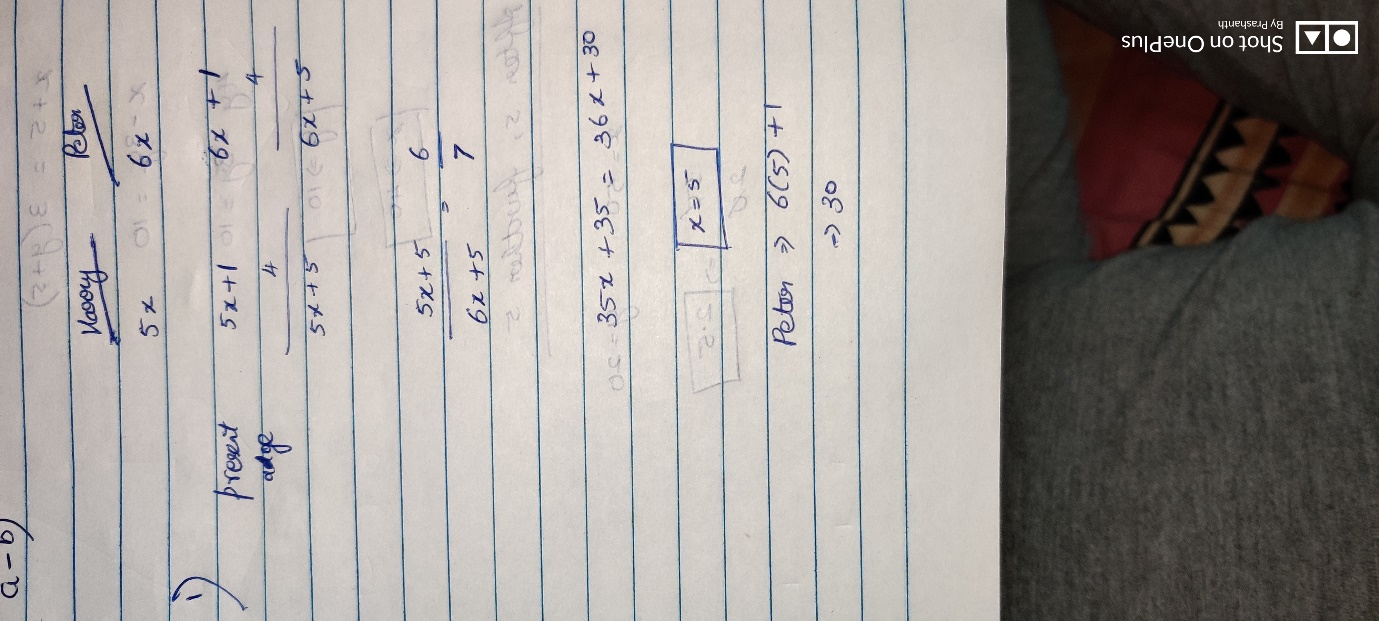 a-b)
Harry Peter
5x 6x
1) present 5x+1 6x+1
age 4 4
5x+5 6x+5
5x+5 = 6
6x+5 7
35x+35 = 36x+30
x=5
Peter ⇒ 6(5)+1
⇒ 30
Shot on OnePlus
By Prashanth